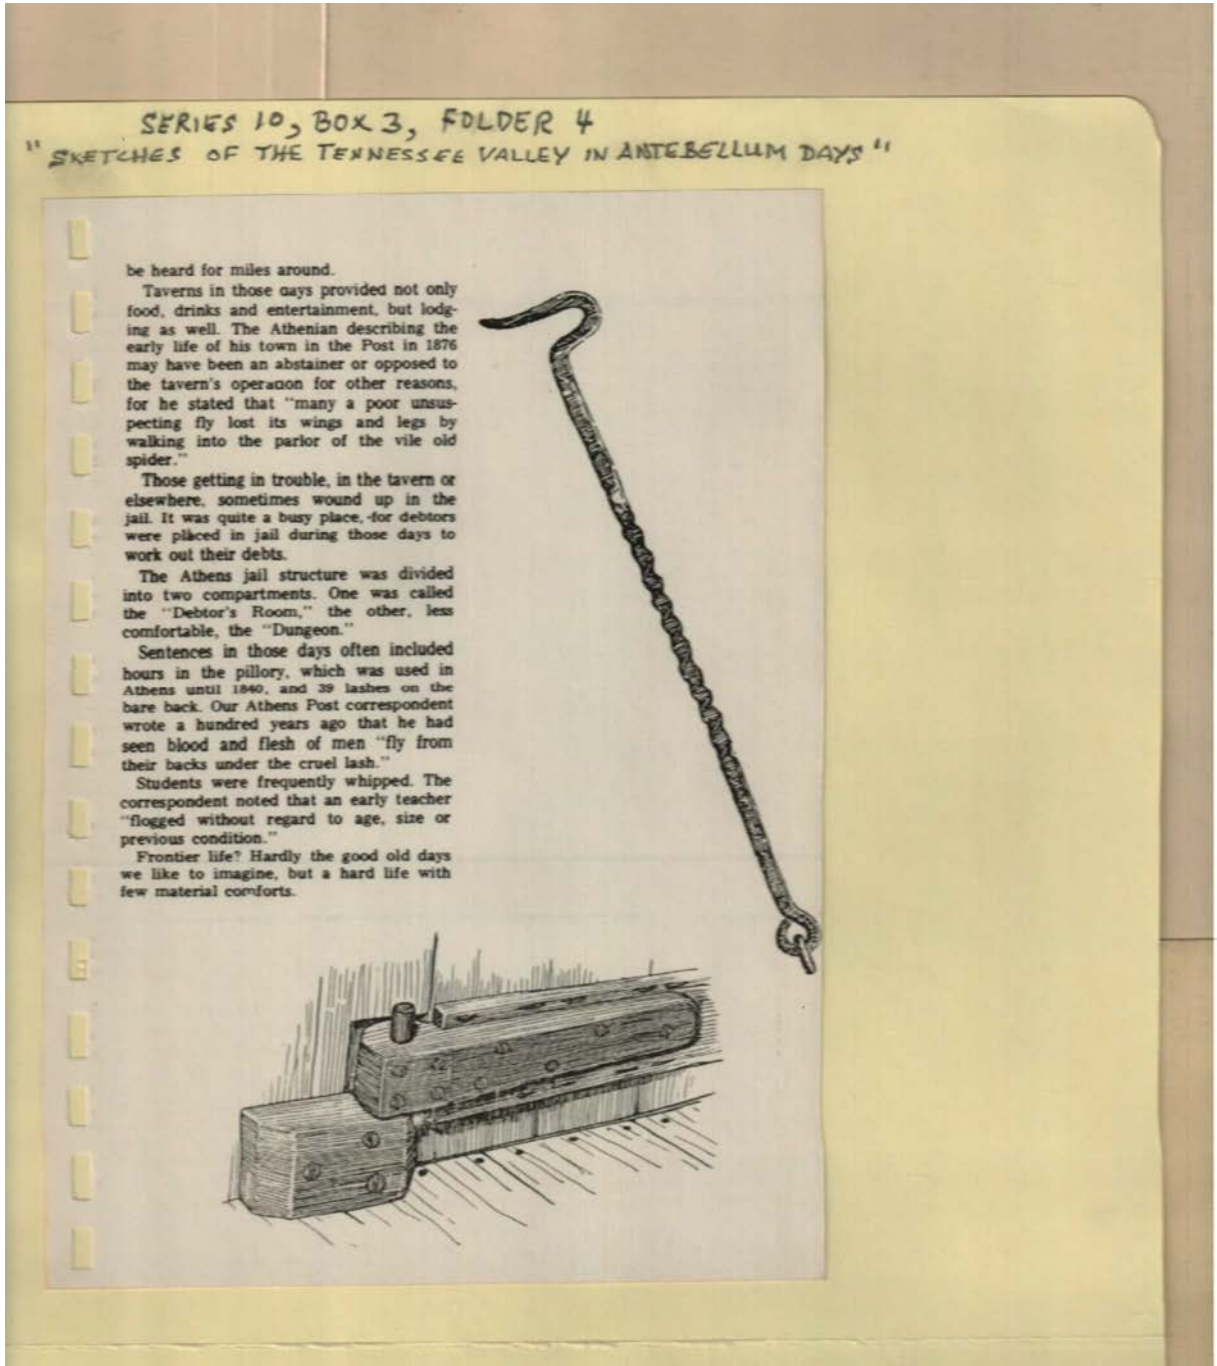 SERIES 10, BOX 3, FOLDER 4
"SKETCHES OF THE TENNESSEE VALLEY IN ANTEBELLUM DAYS"
be heard for miles around.
Taverns in those days provided not only
food, drinks and entertainment, but lodg-
ing as well. The Athenian describing the
early life of his town in the Post in 1876
may have been an abstainer or opposed to
the tavern's operation for other reasons,
for he stated that "many a poor unsus-
pecting fly lost its wings and legs by
walking into the parlor of the vile old
spider."
Those getting in trouble, in the tavern or
elsewhere, sometimes wound up in the
jail. It was quite a busy place, for debtors
were placed in jail during those days to
work out their debts.
The Athens jail structure was divided
into two compartments. One was called
the "Debtor's Room," the other, less
comfortable, the "Dungeon."
Sentences in those days often included
hours in the pillory, which was used in
Athens until 1840, and 39 lashes on the
bare back. Our Athens Post correspondent
wrote a hundred years ago that he had
seen blood and flesh of men "fly from
their backs under the cruel lash."
Students were frequently whipped. The
correspondent noted that an early teacher
"flogged without regard to age, size or
previous condition."
Frontier life? Hardly the good old days
we like to imagine, but a hard life with
few material comforts.